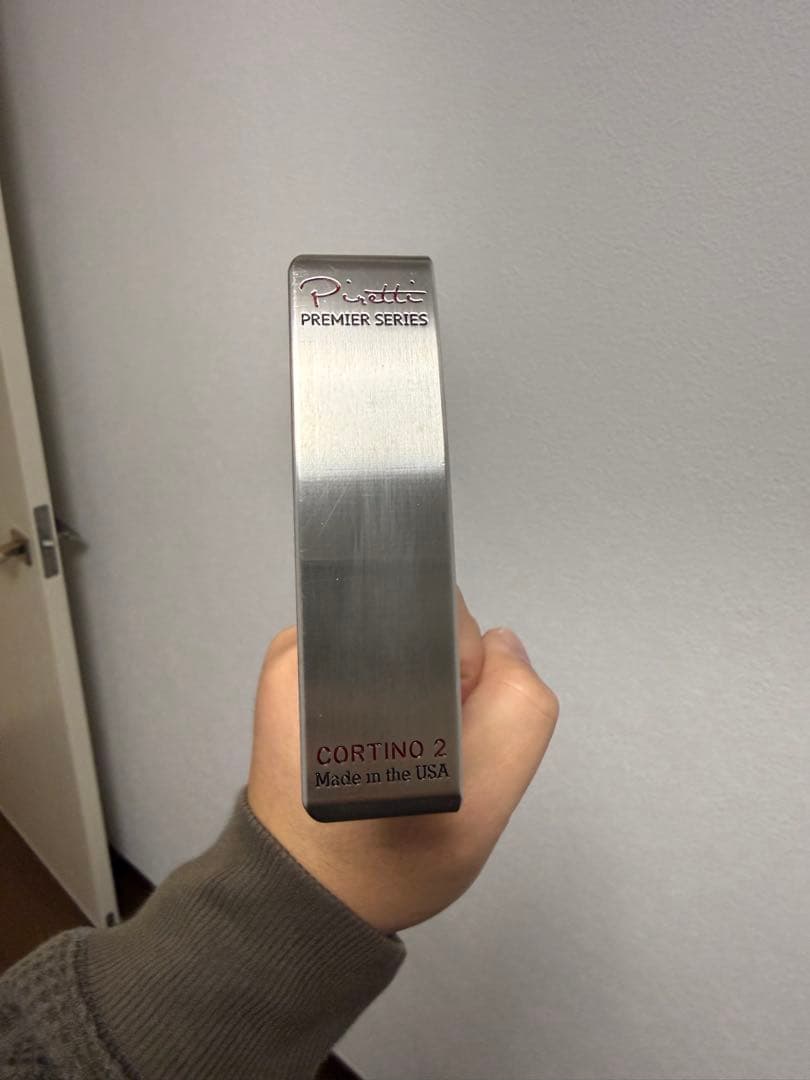 Piretti
PREMIER SERIES
CORTINO 2
Made in the USA